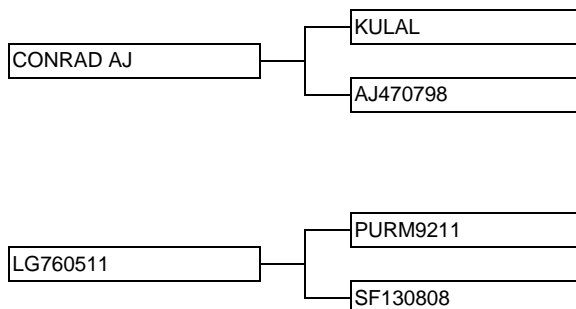 KULAL
CONRAD AJ
AJ470798
PURM9211
LG760511
SF130808